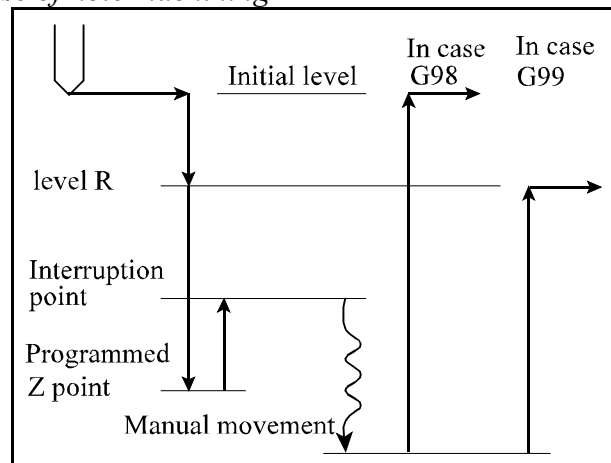 In case
G98
In case
G99
Initial level
level R
Interruption
point
Programmed
Z point
Manual movement